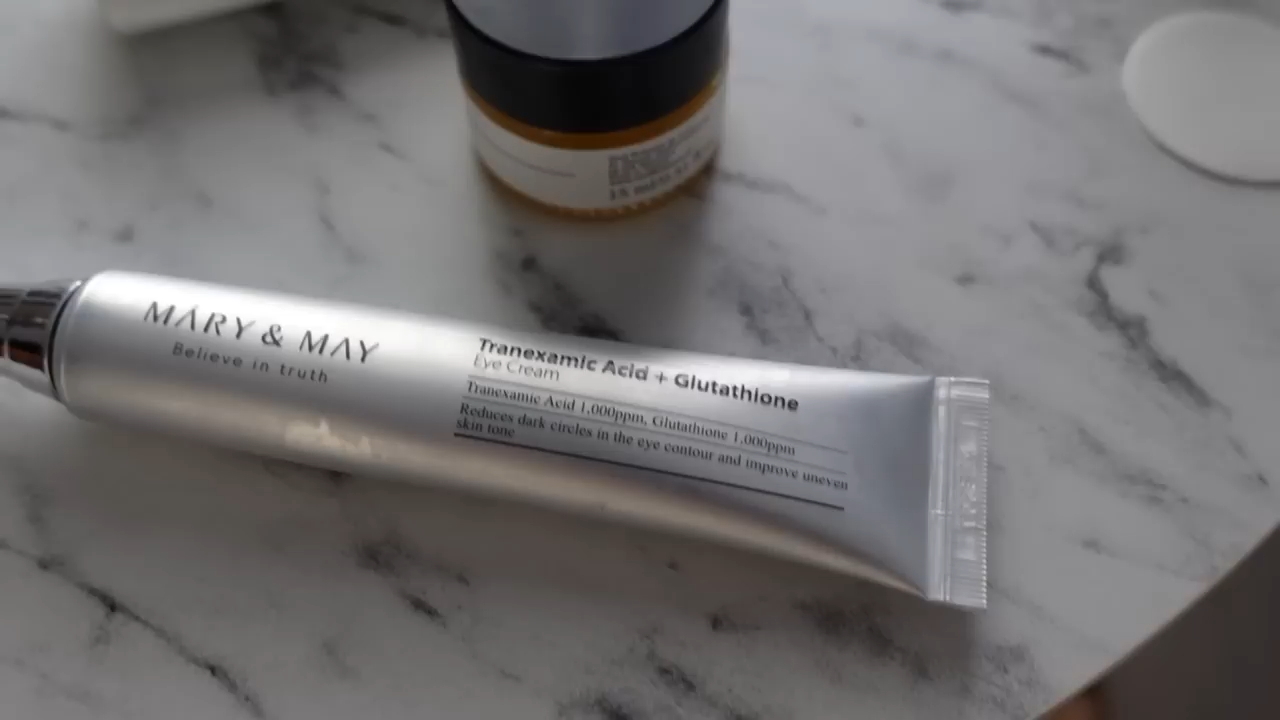 MARY & MAY
Believe in truth
Tranexamic Acid + Glutathione
Eye Cream
Tranexamic Acid 1,000ppm, Glutathione 1,000ppm
Reduces dark circles in the eye contour and improve uneven
skin tone